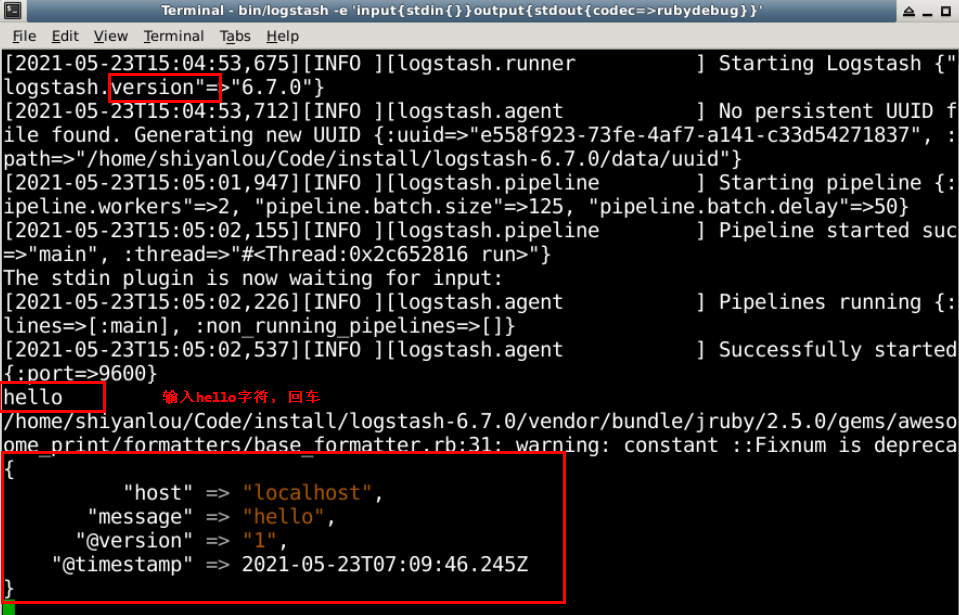 Terminal - bin/logstash -e 'input{stdin{}}output{stdout{codec=>rubydebug}}'
File Edit View Terminal Tabs Help
[2021-05-23T15:04:53,675][INFO ][logstash.runner          ] Starting Logstash {"
logstash.version"=>"6.7.0"}
[2021-05-23T15:04:53,712][INFO ][logstash.agent           ] No persistent UUID f
ile found. Generating new UUID {:uuid=>"e558f923-73fe-4af7-a141-c33d54271837", :
path=>"/home/shiyanlou/Code/install/logstash-6.7.0/data/uuid"}
[2021-05-23T15:05:01,947][INFO ][logstash.pipeline        ] Starting pipeline {:
ipeline.workers"=>2, "pipeline.batch.size"=>125, "pipeline.batch.delay"=>50}
[2021-05-23T15:05:02,155][INFO ][logstash.pipeline        ] Pipeline started suc
=>"main", :thread=>"#<Thread:0x2c652816 run>"}
The stdin plugin is now waiting for input:
[2021-05-23T15:05:02,226][INFO ][logstash.agent           ] Pipelines running {:
lines=>[:main], :non_running_pipelines=>[]}
[2021-05-23T15:05:02,537][INFO ][logstash.agent           ] Successfully started
{:port=>9600}
hello 输入hello字符，回车
/home/shiyanlou/Code/install/logstash-6.7.0/vendor/bundle/jruby/2.5.0/gems/aweso
ome_print/formatters/base_formatter.rb:31: warning: constant ::Fixnum is depreca
{
          "host" => "localhost",
       "message" => "hello",
      "@version" => "1",
    "@timestamp" => 2021-05-23T07:09:46.245Z
}